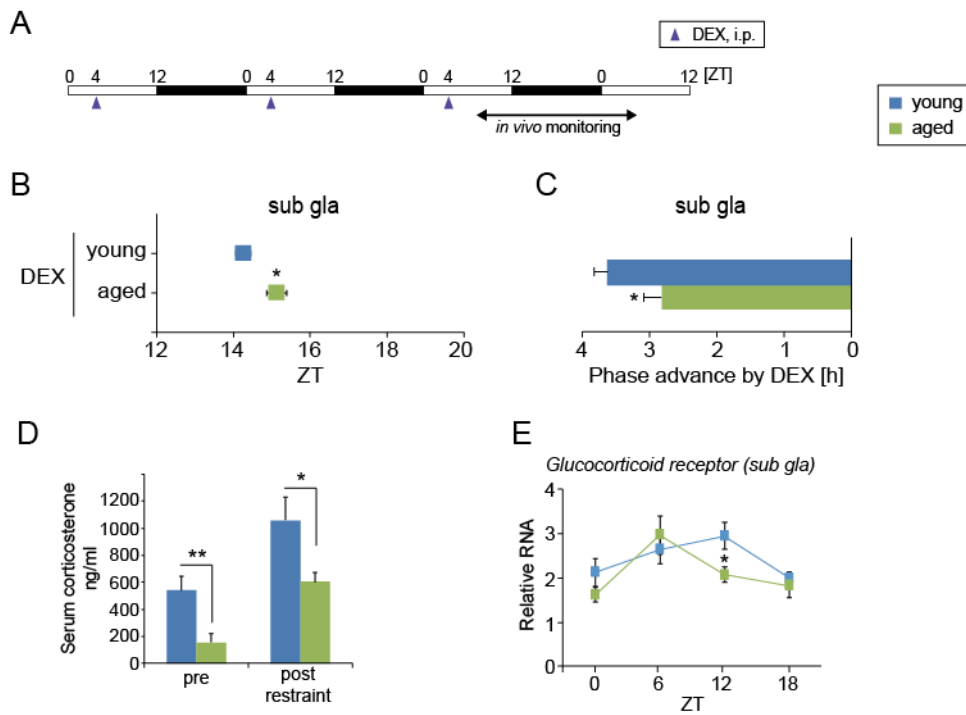 A
DEX, i.p.
0 4 12 0 4 12 0 4 12 0 12 [ZT]
in vivo monitoring
young
aged
B
sub gla
DEX
young
*
aged
12 14 16 18 20
ZT
C
sub gla
*
4 3 2 1 0
Phase advance by DEX [h]
D
Serum corticosterone
ng/ml
1200
1000
800
600
400
200
0
**
*
pre
post
restraint
E
Glucocorticoid receptor (sub gla)
Relative RNA
4
3
2
1
0
*
0 6 12 18
ZT